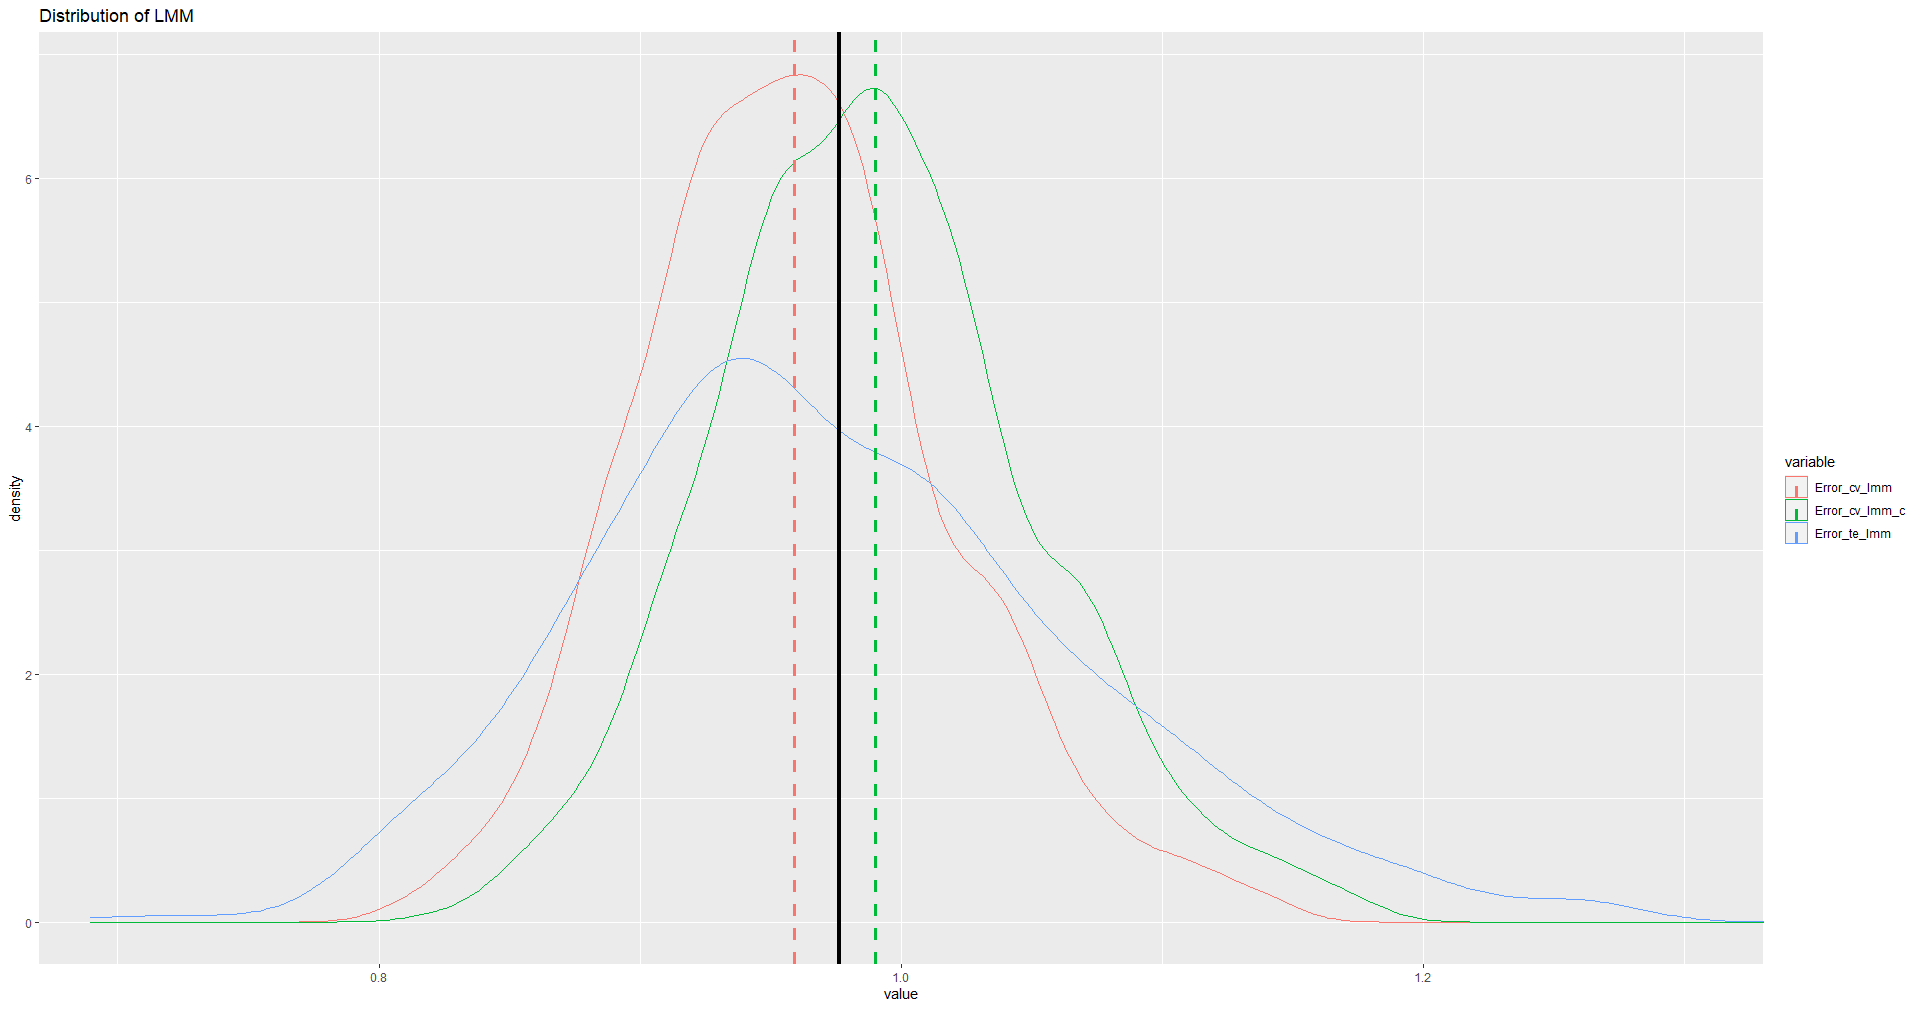 Distribution of LMM
density
6
4
2
0
0.8
1.0
1.2
value
variable
Error_cv_lmm
Error_cv_lmm_c
Error_te_lmm